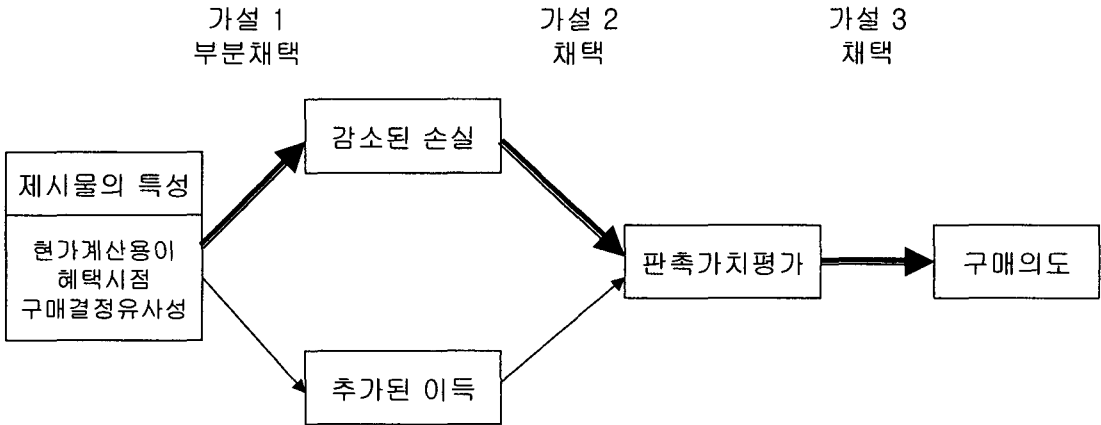 가설 1
부분채택
가설 2
채택
가설 3
채택
감소된 손실
제시물의 특성
현가계산용이
혜택시점
구매결정유사성
판촉가치평가
구매의도
추가된 이득